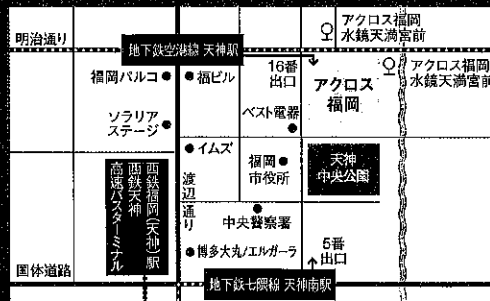 アクロス福岡
水鏡天満宮前
明治通り
地下鉄空港線 天神駅
アクロス福岡
水鏡天満宮前
福岡パルコ
福ビル
16番
出口
アクロス
福岡
ソラリア
ステージ
ベスト電器
イムズ
福岡
市役所
天神
中央公園
西鉄福岡(天神)駅
西鉄天神
高速バスターミナル
渡辺通り
中央警察署
博多大丸/エルガーラ
5番
出口
国体道路
地下鉄七隈線 天神南駅